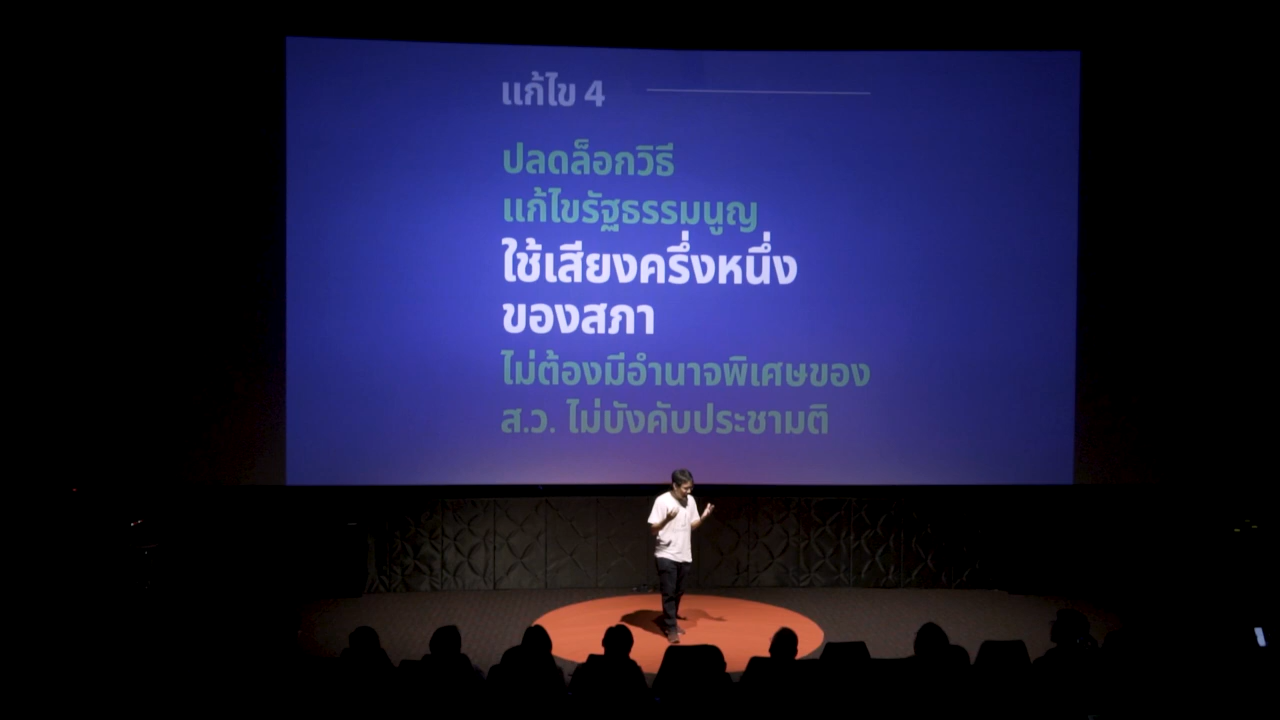 แก้ไข 4
ปลดล็อกวิธี
แก้ไขรัฐธรรมนูญ
ใช้เสียงครึ่งหนึ่ง
ของสภา
ไม่ต้องมีอำนาจพิเศษของ
ส.ว. ไม่บังคับประชามติ